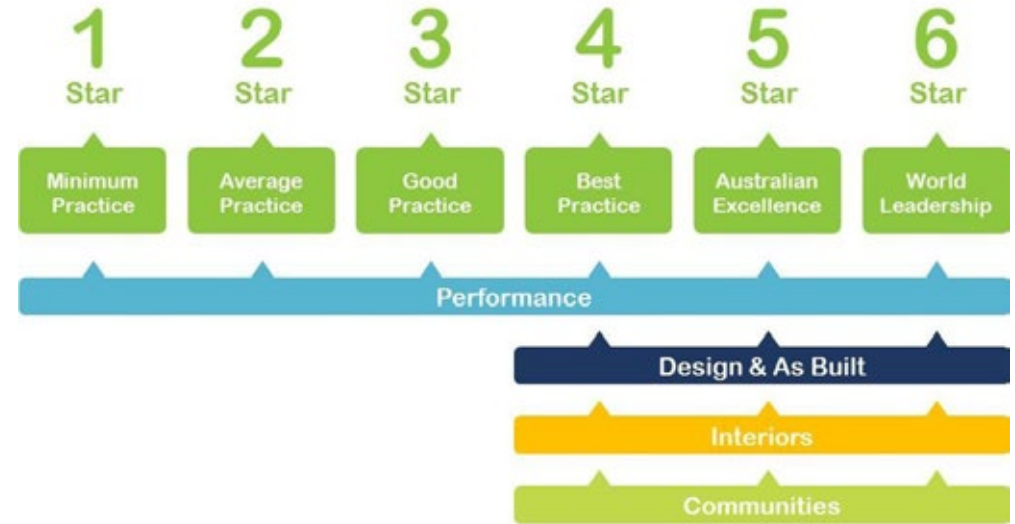 1 2 3 4 5 6
Star Star Star Star Star Star
Minimum Average Good Best Australian World
Practice Practice Practice Practice Excellence Leadership
Performance
Design & As Built
Interiors
Communities